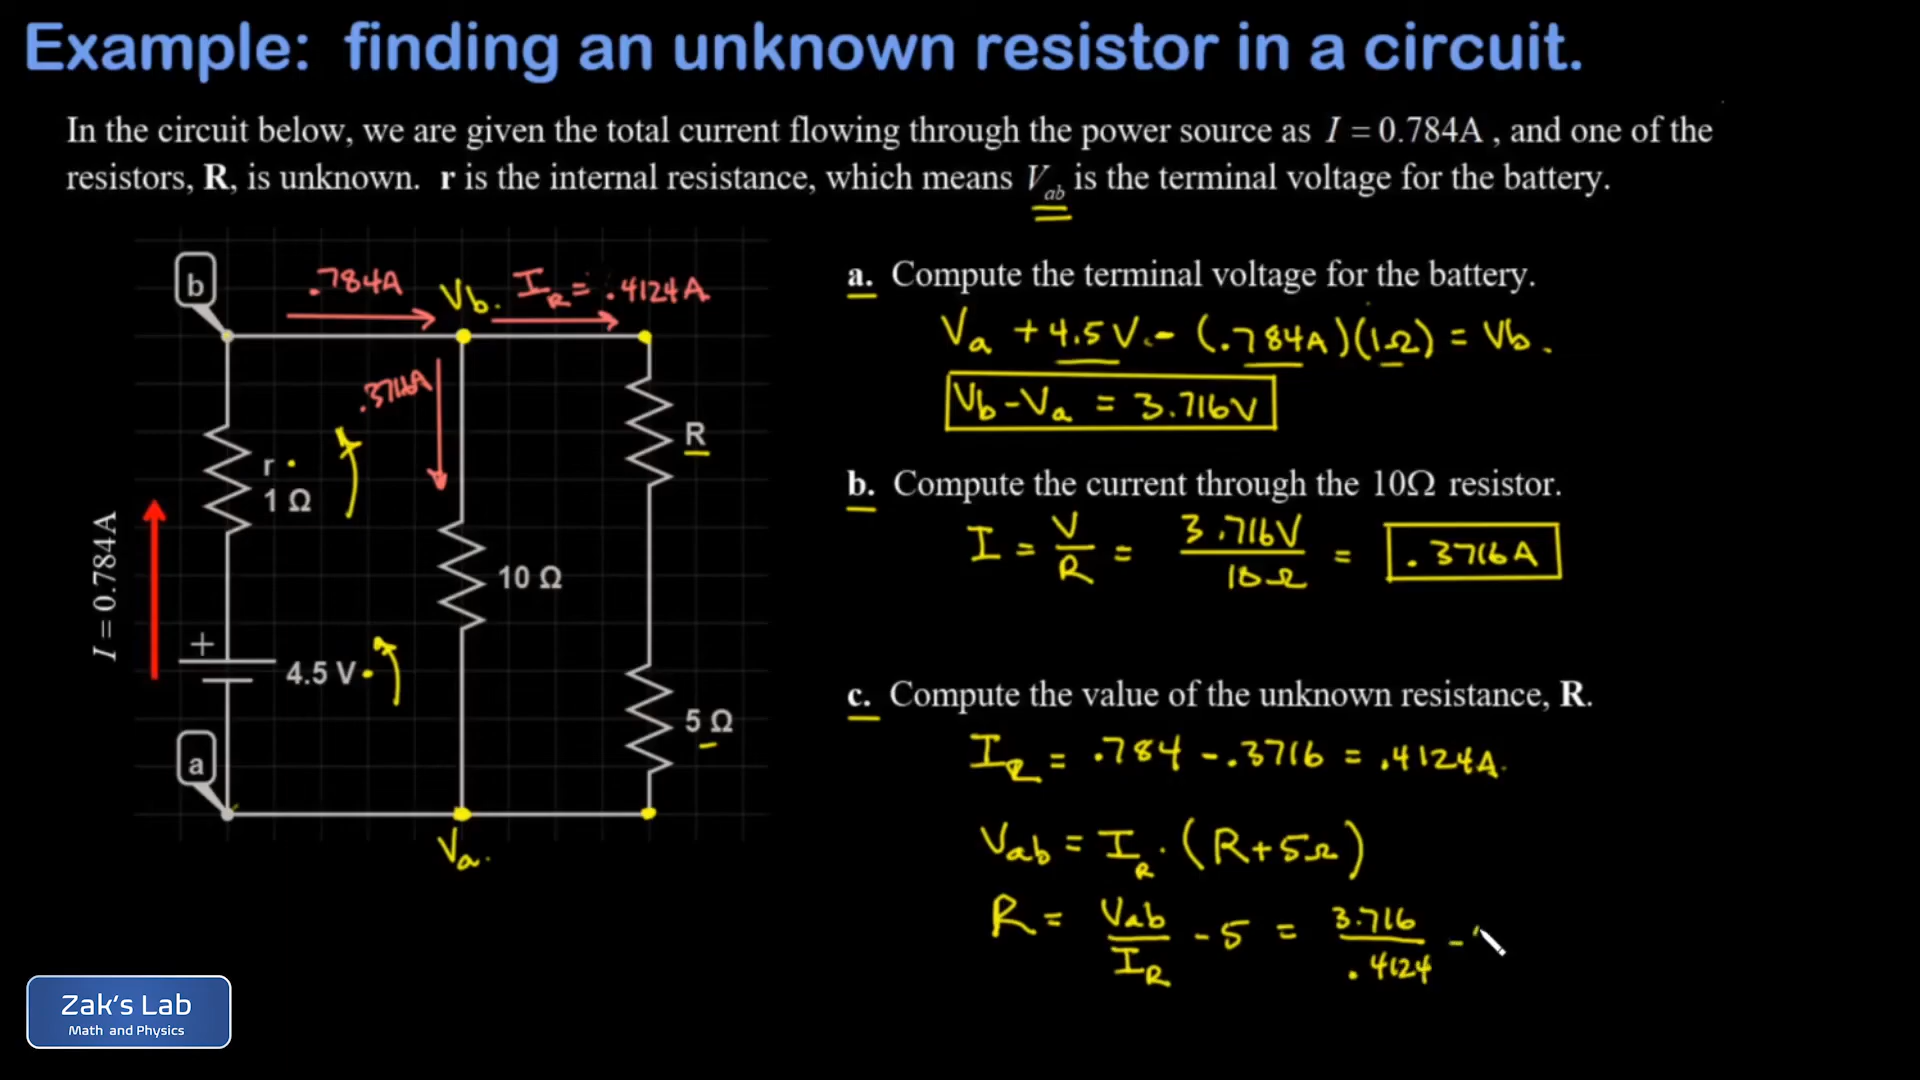 Example: finding an unknown resistor in a circuit.
In the circuit below, we are given the total current flowing through the power source as I = 0.784A , and one of the
resistors, R, is unknown. r is the internal resistance, which means Vab is the terminal voltage for the battery.
b
.784A
Vb.
IR = .4124A
.3716A
R
r
1 Ω
I = 0.784A
10 Ω
+
4.5 V
5 Ω
a
Va.
a. Compute the terminal voltage for the battery.
Va + 4.5V - (.784A)(1Ω) = Vb.
Vb - Va = 3.716V
b. Compute the current through the 10Ω resistor.
I = V/R = 3.716V/10Ω = .3716A
c. Compute the value of the unknown resistance, R.
IR = .784 - .3716 = .4124A.
Vab = IR · (R+5Ω)
R = Vab/IR - 5 = 3.716/.4124 -
Zak's Lab
Math and Physics